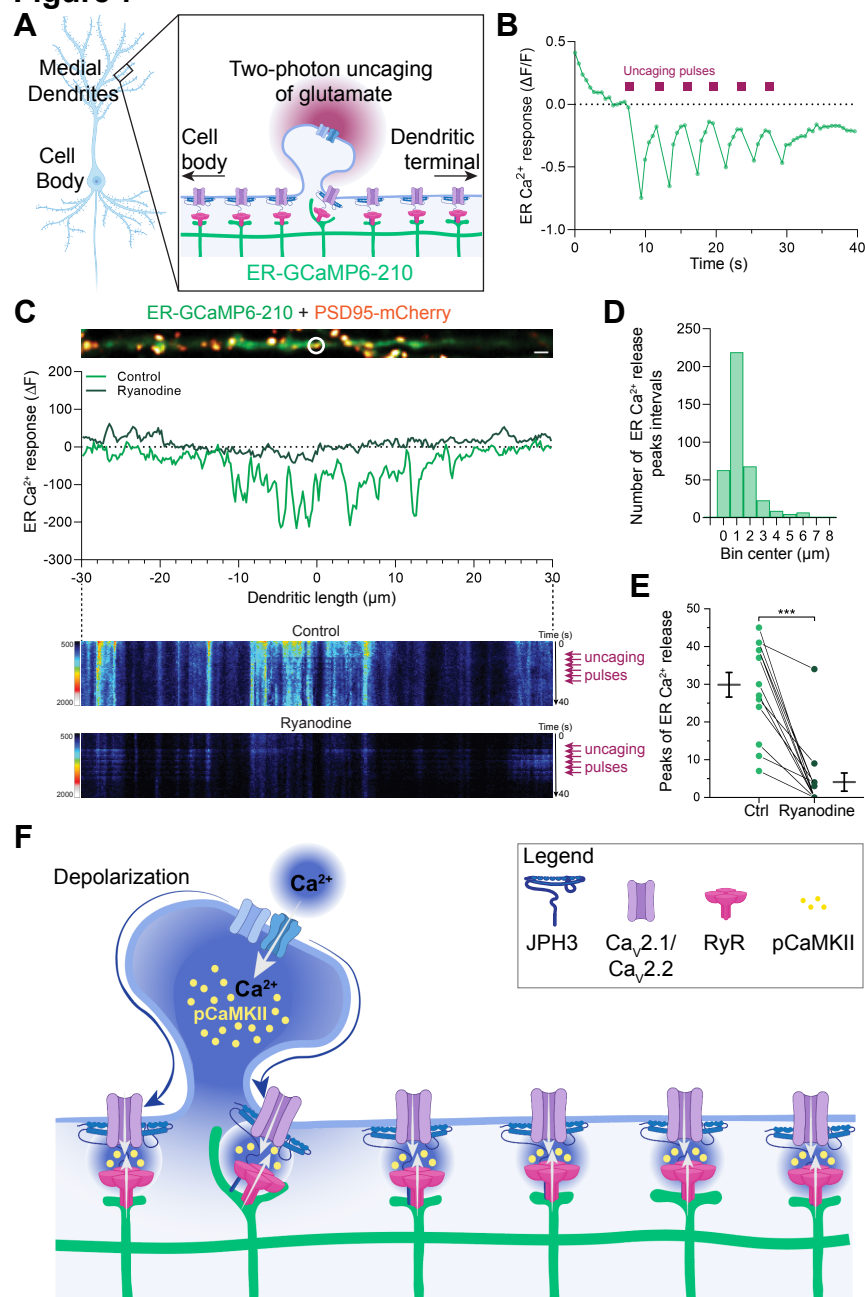 A
Medial
Dendrites
Cell
Body
Two-photon uncaging
of glutamate
Cell
body
Dendritic
terminal
ER-GCaMP6-210
B
ER Ca²⁺ response (ΔF/F)
0.5
0.0
-0.5
-1.0
Uncaging pulses
0
10
20
30
40
Time (s)
C
ER-GCaMP6-210 + PSD95-mCherry
ER Ca²⁺ response (ΔF)
200
100
0
-100
-200
-300
Control
Ryanodine
-30
-20
-10
0
10
20
30
Dendritic length (µm)
Control
Time (s)
500
2000
0
40
uncaging
pulses
Ryanodine
Time (s)
500
2000
0
40
uncaging
pulses
D
Number of ER Ca²⁺ release
peaks intervals
250
200
150
100
50
0
0 1 2 3 4 5 6 7 8
Bin center (µm)
E
Peaks of ER Ca²⁺ release
50
40
30
20
10
0
***
Ctrl Ryanodine
F
Depolarization
Ca²⁺
Ca²⁺
pCaMKII
Legend
JPH3
Caᵥ2.1/
Caᵥ2.2
RyR
pCaMKII